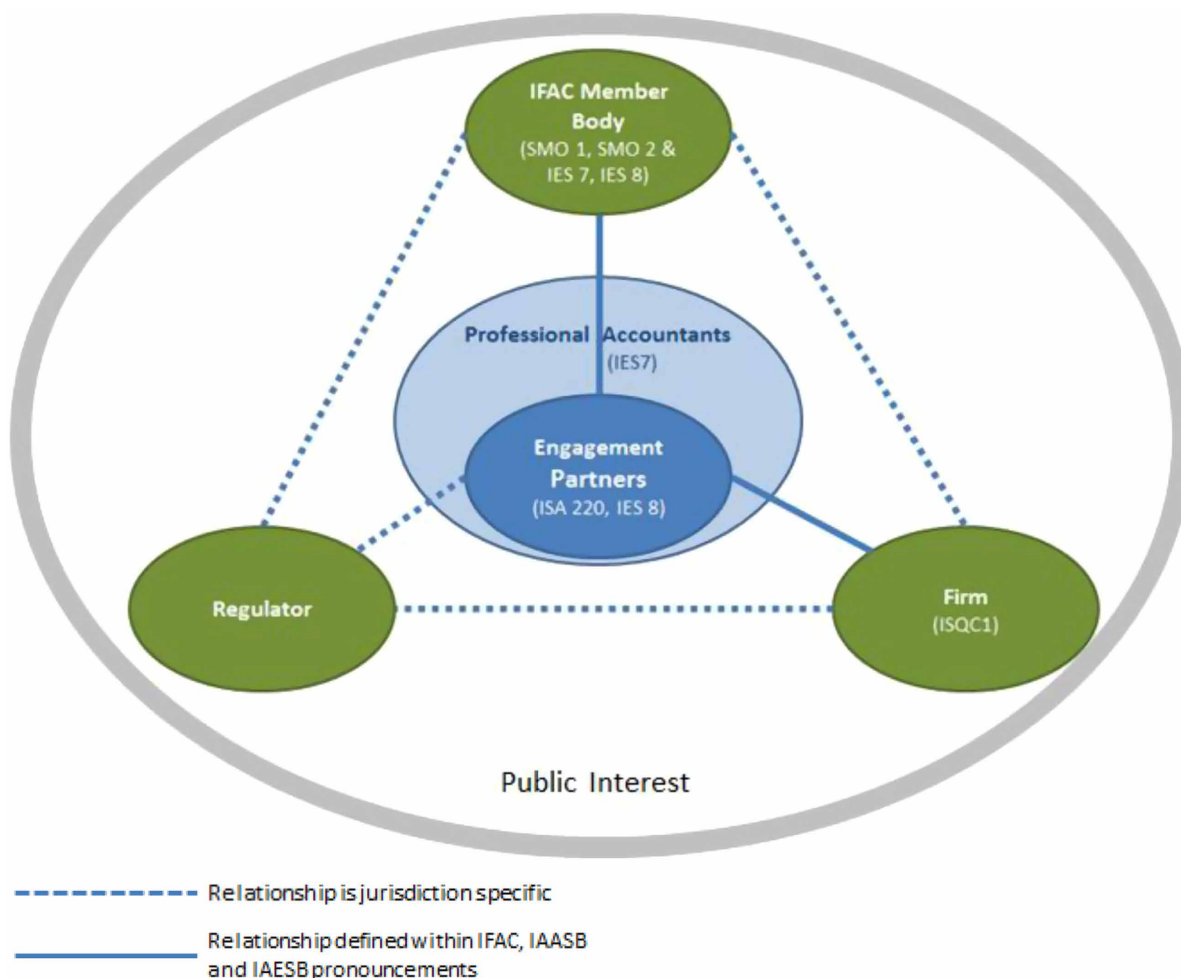 IFAC Member
Body
(SMO 1, SMO 2 &
IES 7, IES 8)
Professional Accountants
(IES7)
Engagement
Partners
(ISA 220, IES 8)
Regulator
Firm
(ISQC1)
Public Interest
Relationship is jurisdiction specific
Relationship defined within IFAC, IAASB
and IAESB pronouncements